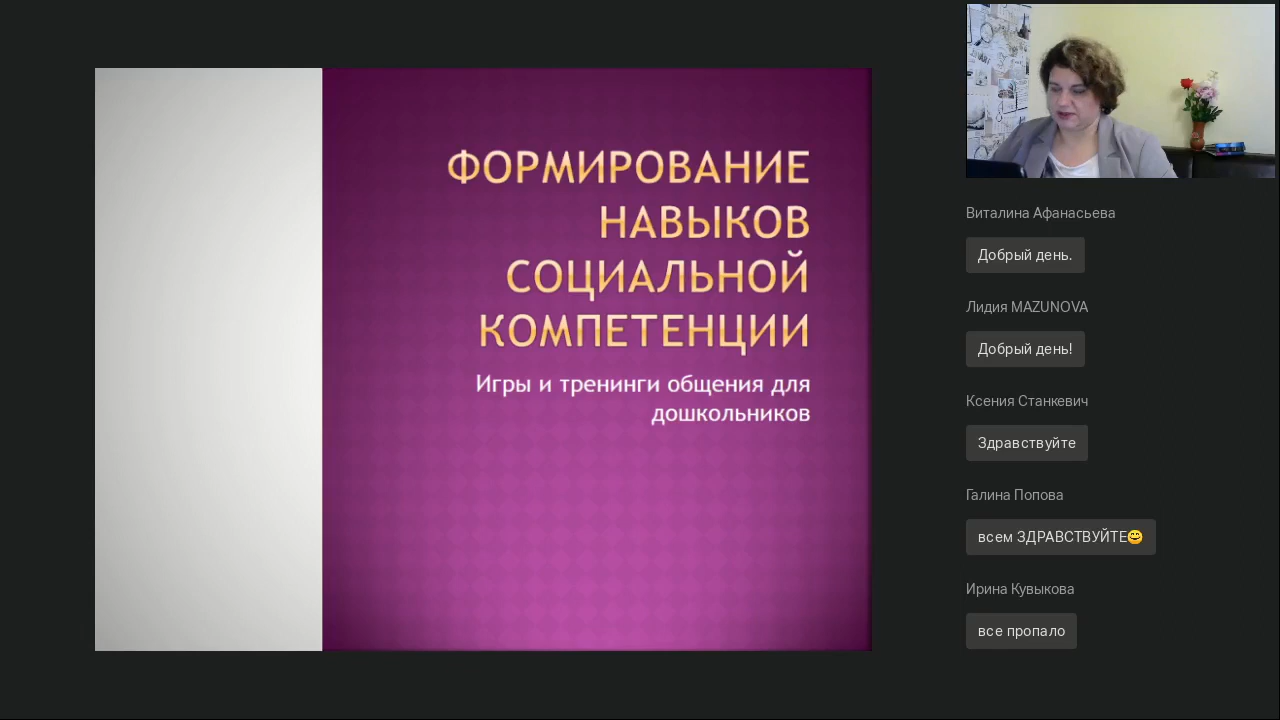 ФОРМИРОВАНИЕ
НАВЫКОВ
СОЦИАЛЬНОЙ
КОМПЕТЕНЦИИ
Игры и тренинги общения для
дошкольников
Виталина Афанасьева
Добрый день.
Лидия MAZUNOVA
Добрый день!
Ксения Станкевич
Здравствуйте
Галина Попова
всем ЗДРАВСТВУЙТЕ😊
Ирина Кувыкова
все пропало